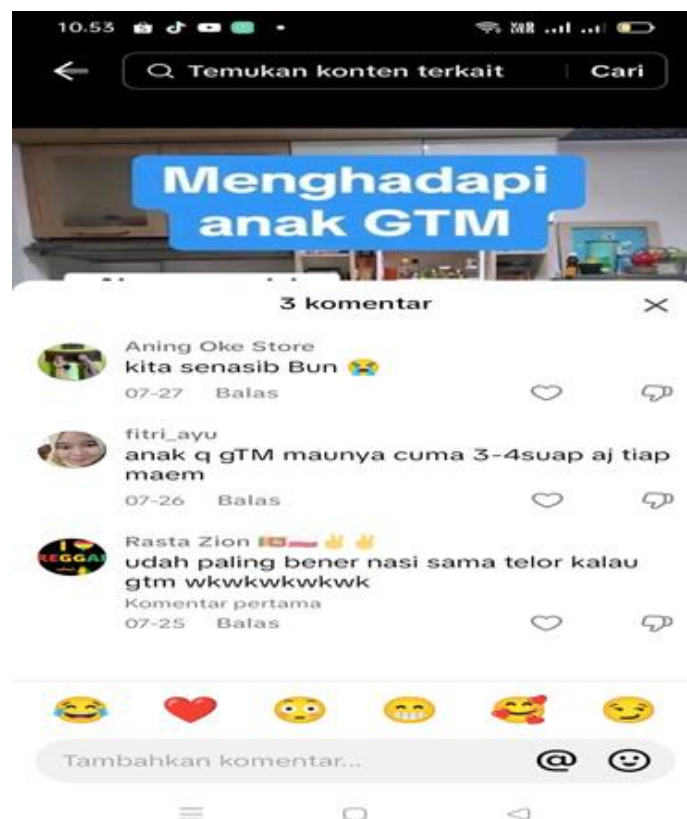 10.53
Temukan konten terkait
Cari
Menghadapi
anak GTM
3 komentar
Aning Oke Store
kita senasib Bun 😭
07-27 Balas
fitri_ayu
anak q gTM maunya cuma 3-4suap aj tiap
maem
07-26 Balas
Rasta Zion 🇱🇰🇮🇩✌️✌️
udah paling bener nasi sama telor kalau
gtm wkwkwkwkwk
Komentar pertama
07-25 Balas
Tambahkan komentar...